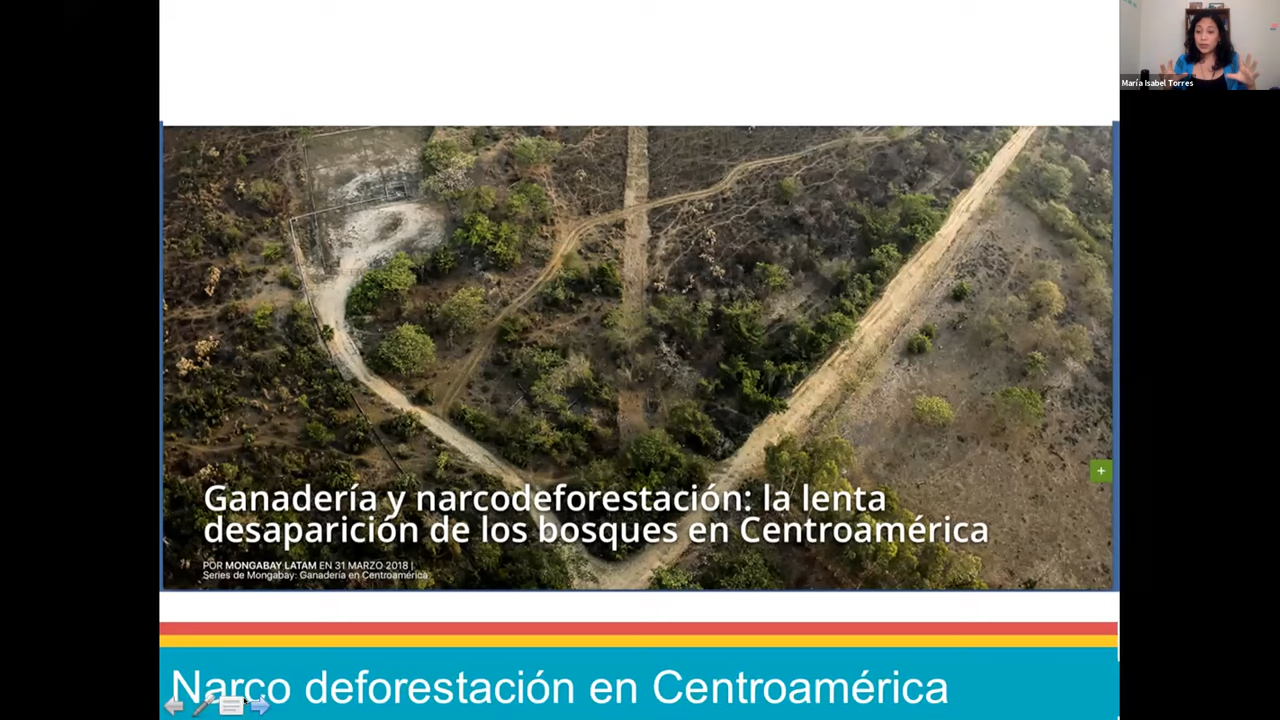 María Isabel Torres
Ganadería y narcodeforestación: la lenta
desaparición de los bosques en Centroamérica
POR MONGABAY LATAM EN 31 MARZO 2018 |
Series de Mongabay: Ganadería en Centroamérica
Narco deforestación en Centroamérica